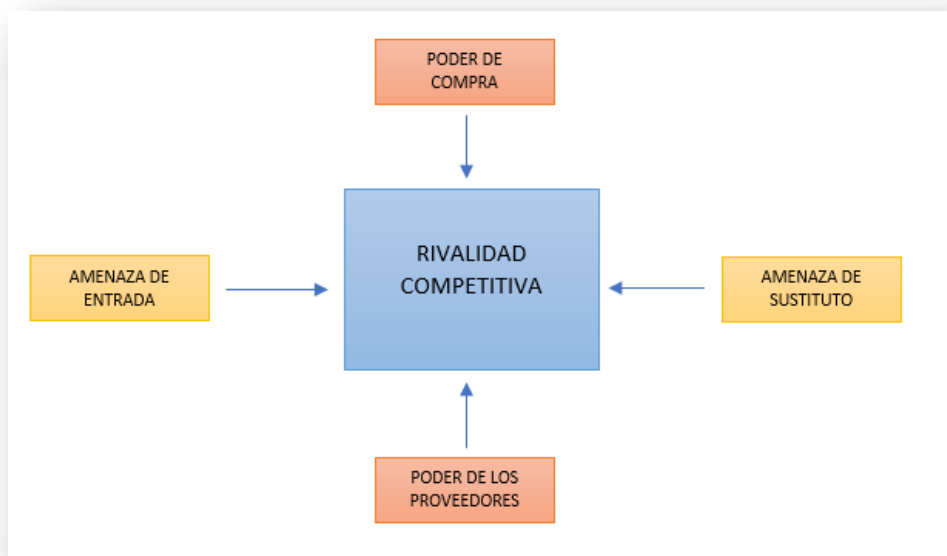 PODER DE
COMPRA
RIVALIDAD
COMPETITIVA
AMENAZA DE
ENTRADA
AMENAZA DE
SUSTITUTO
PODER DE LOS
PROVEEDORES